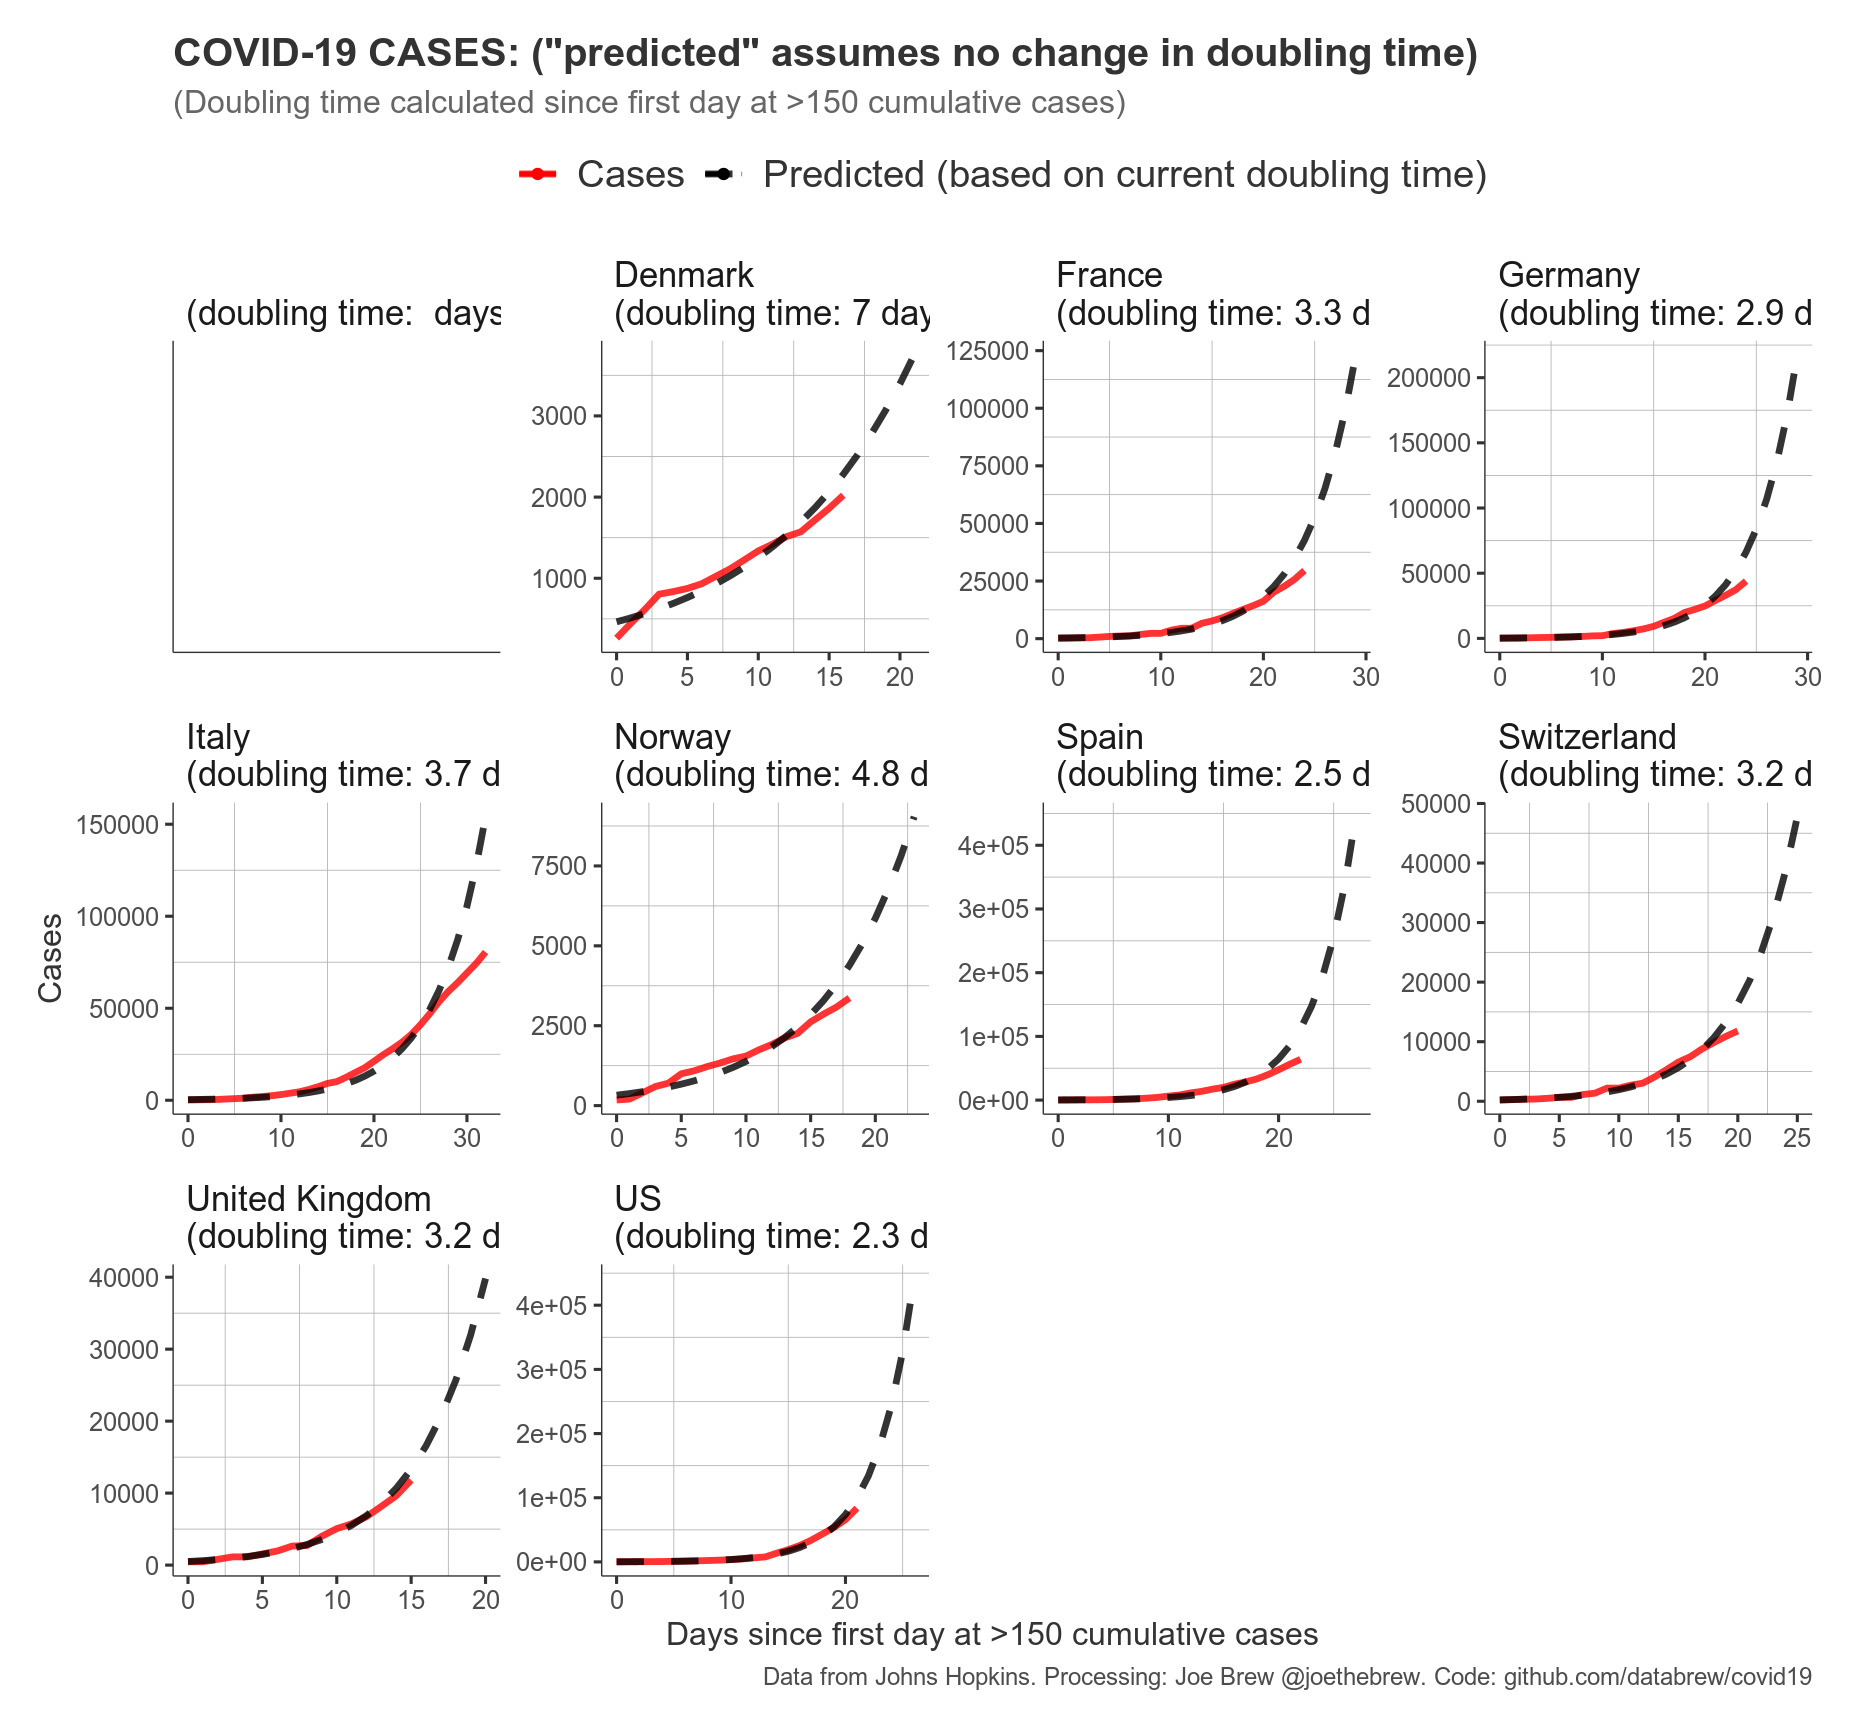 COVID-19 CASES: ("predicted" assumes no change in doubling time)
(Doubling time calculated since first day at >150 cumulative cases)
Cases Predicted (based on current doubling time)
(doubling time:  days
Denmark
(doubling time: 7 day
3000
2000
1000
0 5 10 15 20
France
(doubling time: 3.3 d
125000
100000
75000
50000
25000
0
0 10 20 30
Germany
(doubling time: 2.9 d
200000
150000
100000
50000
0
0 10 20 30
Cases
Italy
(doubling time: 3.7 d
150000
100000
50000
0
0 10 20 30
Norway
(doubling time: 4.8 d
7500
5000
2500
0
0 5 10 15 20
Spain
(doubling time: 2.5 d
4e+05
3e+05
2e+05
1e+05
0e+00
0 10 20
Switzerland
(doubling time: 3.2 d
50000
40000
30000
20000
10000
0
0 5 10 15 20 25
United Kingdom
(doubling time: 3.2 d
40000
30000
20000
10000
0
0 5 10 15 20
US
(doubling time: 2.3 d
4e+05
3e+05
2e+05
1e+05
0e+00
0 10 20
Days since first day at >150 cumulative cases
Data from Johns Hopkins. Processing: Joe Brew @joethebrew. Code: github.com/databrew/covid19